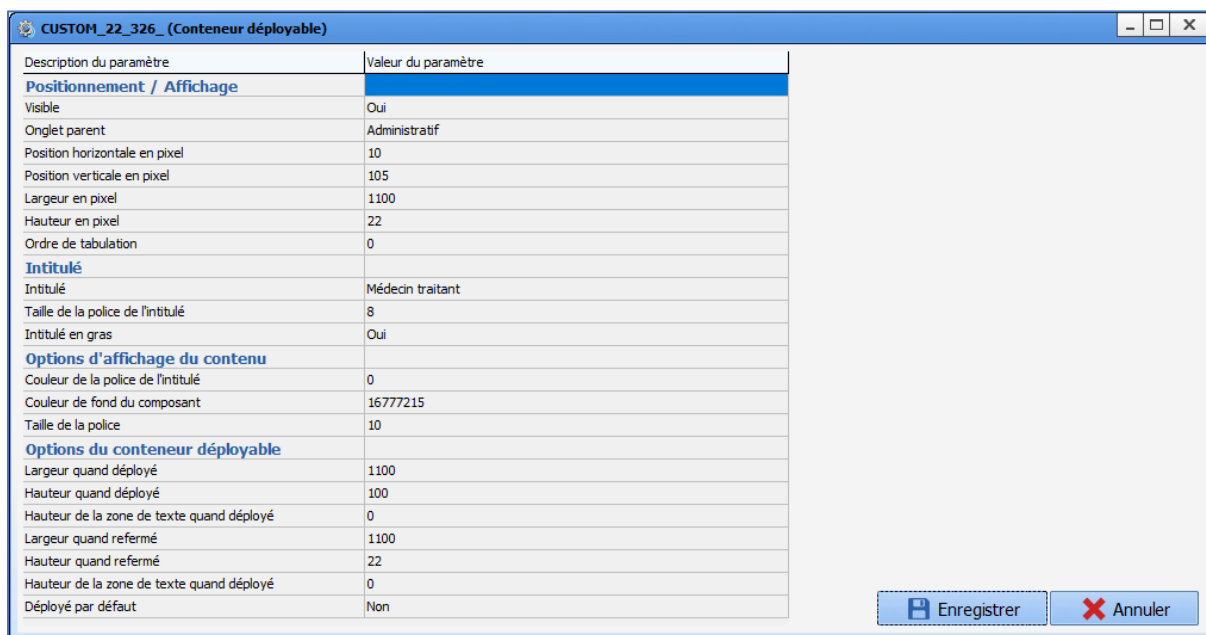 CUSTOM_22_326_ (Conteneur déployable)
Description du paramètre Valeur du paramètre
Positionnement / Affichage
Visible Oui
Onglet parent Administratif
Position horizontale en pixel 10
Position verticale en pixel 105
Largeur en pixel 1100
Hauteur en pixel 22
Ordre de tabulation 0
Intitulé
Intitulé Médecin traitant
Taille de la police de l'intitulé 8
Intitulé en gras Oui
Options d'affichage du contenu
Couleur de la police de l'intitulé 0
Couleur de fond du composant 16777215
Taille de la police 10
Options du conteneur déployable
Largeur quand déployé 1100
Hauteur quand déployé 100
Hauteur de la zone de texte quand déployé 0
Largeur quand refermé 1100
Hauteur quand refermé 22
Hauteur de la zone de texte quand déployé 0
Déployé par défaut Non
Enregistrer Annuler